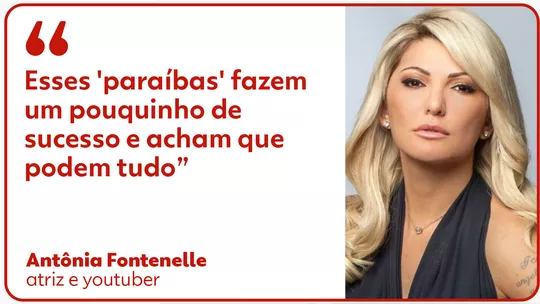 “
Esses 'paraíbas' fazem
um pouquinho de
sucesso e acham que
podem tudo”
Antônia Fontenelle
atriz e youtuber